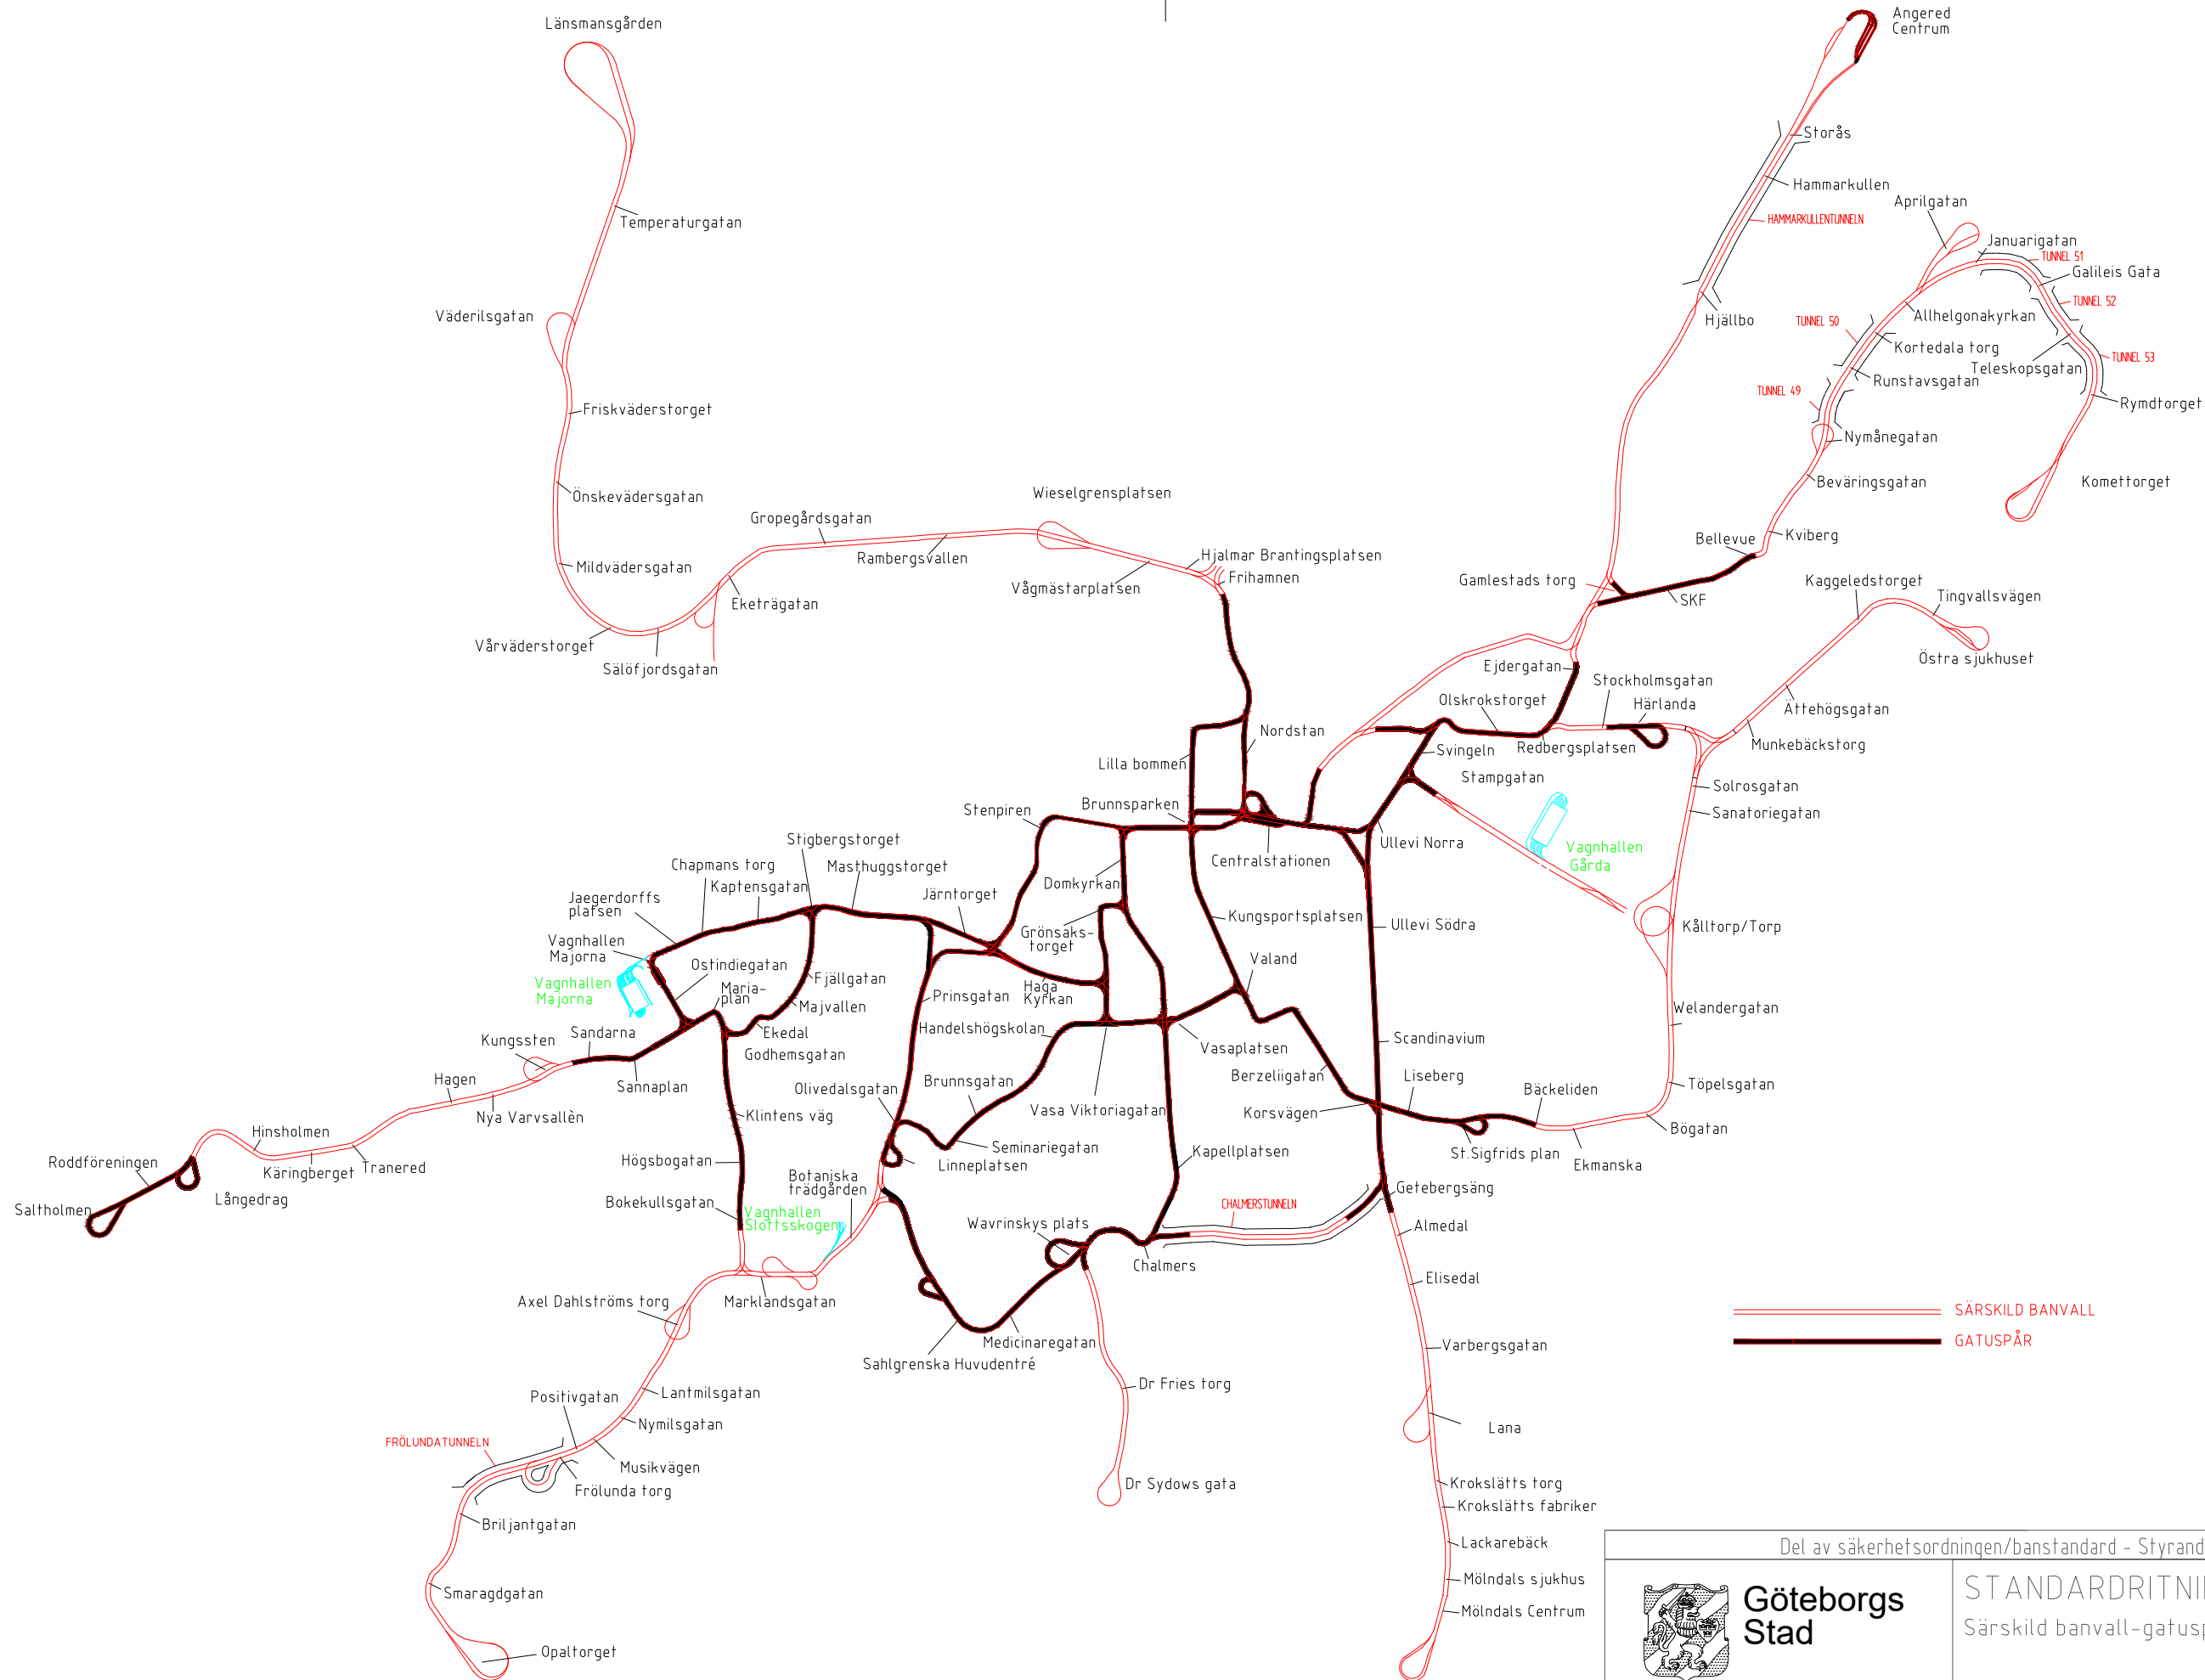 Länsmansgården
Angered
Centrum
Storås
Hammarkullen
HAMMARKULLENTUNNELN
Aprilgatan
Temperaturgatan
Januarigatan
TUNNEL 51
Galileis Gata
TUNNEL 52
Väderilsgatan
Hjällbo
TUNNEL 50
Allhelgonakyrkan
Kortedala torg
TUNNEL 53
Teleskopsgatan
Runstavsgatan
TUNNEL 49
Rymdtorget
Friskväderstorget
Nymånegatan
Komettorget
Beväringsgatan
Wieselgrensplatsen
Önskevädersgatan
Gropegårdsgatan
Kviberg
Bellevue
Rambergsvallen
Hjalmar Brantingsplatsen
Mildvädersgatan
Frihamnen
Vågmästarplatsen
Gamlestads torg
Kaggeledstorget
Tingvallsvägen
SKF
Eketrägatan
Vårväderstorget
Sälöfjordsgatan
Östra sjukhuset
Ejdergatan
Stockholmsgatan
Olskrokstorget
Härlanda
Ättehögsgatan
Nordstan
Svingeln
Redbergsplatsen
Munkebäckstorg
Lilla bommen
Stampgatan
Solrosgatan
Brunnsparken
Stenpiren
Sanatoriegatan
Stigbergstorget
Ullevi Norra
Vagnhallen
Gårda
Centralstationen
Chapmans torg
Masthuggstorget
Kaptensgatan
Domkyrkan
Jaegerdorffs
platsen
Järntorget
Kungsportsplatsen
Ullevi Södra
Kålltorp/Torp
Grönsaks-
torget
Vagnhallen
Majorna
Ostindiegatan
Valand
Vagnhallen
Majorna
Fjällgatan
Maria-
plan
Haga
Kyrkan
Prinsgatan
Majvallen
Welandergatan
Handelshögskolan
Sandarna
Ekedal
Kungssten
Scandinavium
Vasaplatsen
Godhemsgatan
Hagen
Sannaplan
Olivedalsgatan
Brunnsgatan
Berzeliigatan
Liseberg
Bäckeliden
Töpelsgatan
Nya Varvsallèn
Klintens väg
Vasa Viktoriagatan
Korsvägen
Hinsholmen
Bögatan
Seminariegatan
Kapellplatsen
St.Sigfrids plan
Ekmanska
Roddföreningen
Käringberget
Tranered
Högsbogatan
Linneplatsen
Botaniska
trädgården
Långedrag
Getebergsäng
Saltholmen
Bokekullsgatan
Vagnhallen
Slottsskogen
CHALMERSTUNNELN
Wavrinskys plats
Almedal
Chalmers
Elisedal
Axel Dahlströms torg
Marklandsgatan
SÄRSKILD BANVALL
GATUSPÅR
Medicinaregatan
Varbergsgatan
Sahlgrenska Huvudentré
Dr Fries torg
Lantmilsgatan
Positivgatan
Nymilsgatan
Lana
FRÖLUNDATUNNELN
Musikvägen
Frölunda torg
Dr Sydows gata
Krokslätts torg
Krokslätts fabriker
Briljantgatan
Lackarebäck
Mölndals sjukhus
Smaragdgatan
Mölndals Centrum
Opaltorget
Del av säkerhetsordningen/banstandard - Styrand
Göteborgs
Stad
STANDARDRITNI
Särskild banvall-gatusp